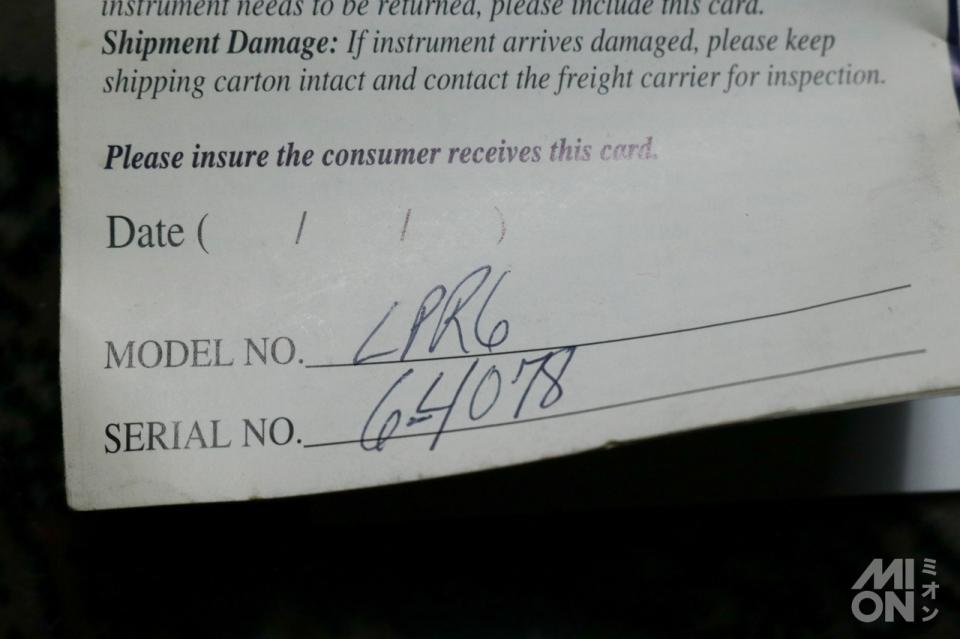 instrument needs to be returned, please include this card.
Shipment Damage: If instrument arrives damaged, please keep
shipping carton intact and contact the freight carrier for inspection.
Please insure the consumer receives this card.
Date ( / / )
MODEL NO. LPR6
SERIAL NO. 64078
MION
ミオン